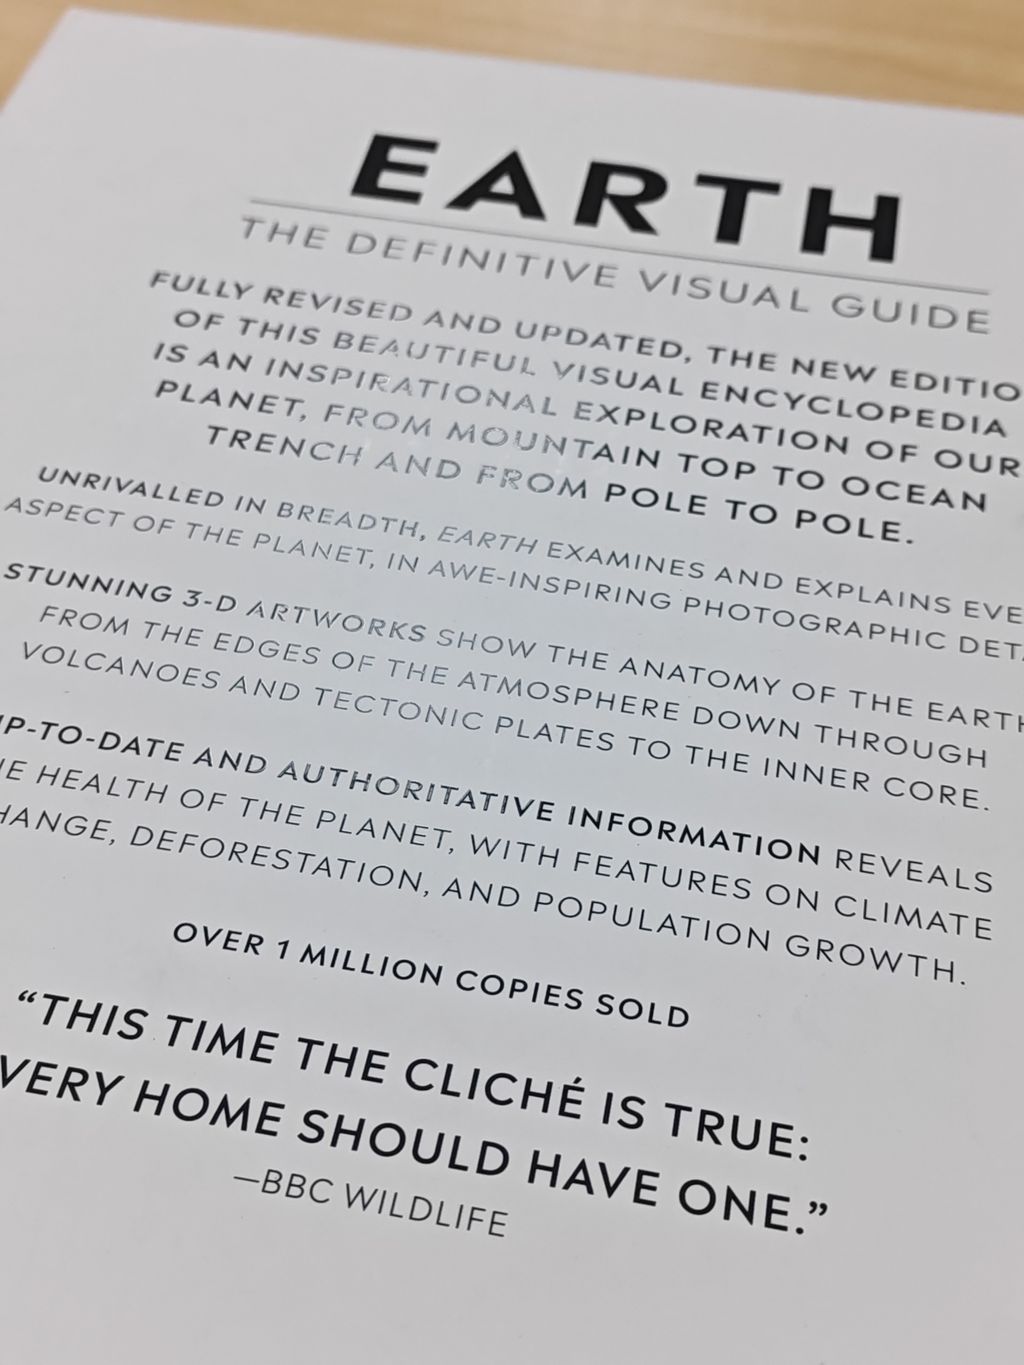 EARTH
THE DEFINITIVE VISUAL GUIDE
FULLY REVISED AND UPDATED, THE NEW EDITIO
OF THIS BEAUTIFUL VISUAL ENCYCLOPEDIA
IS AN INSPIRATIONAL EXPLORATION OF OUR
PLANET, FROM MOUNTAIN TOP TO OCEAN
TRENCH AND FROM POLE TO POLE.
UNRIVALLED IN BREADTH, EARTH EXAMINES AND EXPLAINS EVE
ASPECT OF THE PLANET, IN AWE-INSPIRING PHOTOGRAPHIC DETA
STUNNING 3-D ARTWORKS SHOW THE ANATOMY OF THE EARTH
FROM THE EDGES OF THE ATMOSPHERE DOWN THROUGH
VOLCANOES AND TECTONIC PLATES TO THE INNER CORE.
UP-TO-DATE AND AUTHORITATIVE INFORMATION REVEALS
HE HEALTH OF THE PLANET, WITH FEATURES ON CLIMATE
HANGE, DEFORESTATION, AND POPULATION GROWTH.
OVER 1 MILLION COPIES SOLD
“THIS TIME THE CLICHÉ IS TRUE:
VERY HOME SHOULD HAVE ONE.”
—BBC WILDLIFE